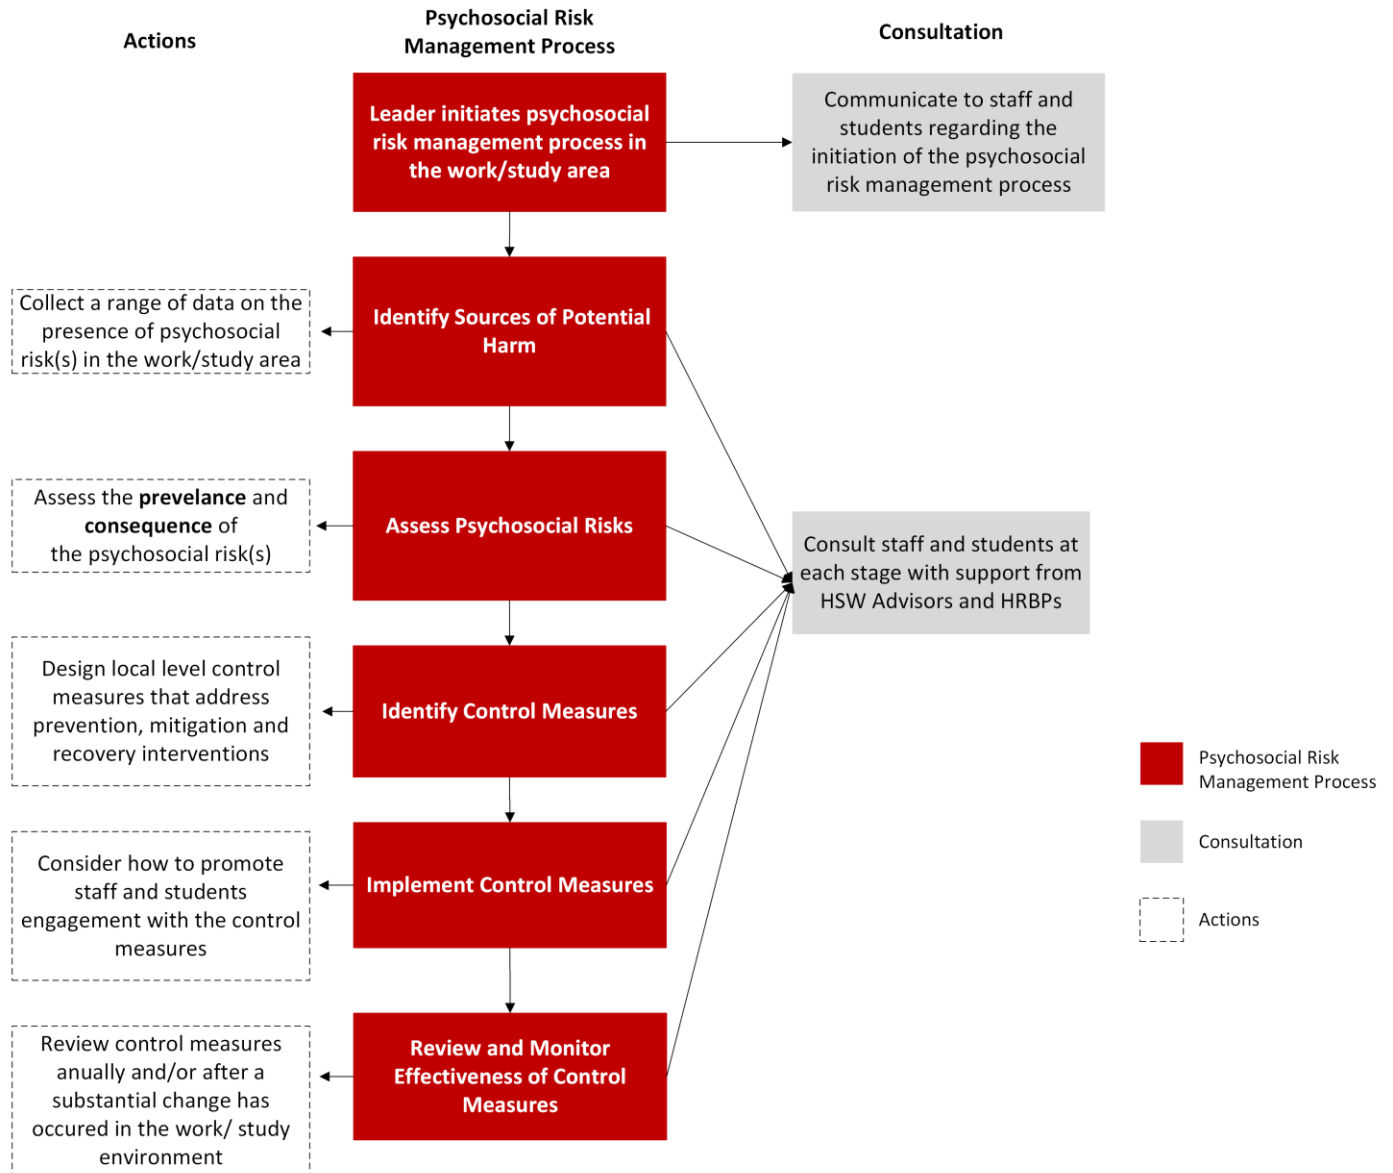 Actions
Psychosocial Risk
Management Process
Consultation
Leader initiates psychosocial
risk management process in
the work/study area
Communicate to staff and
students regarding the
initiation of the psychosocial
risk management process
Collect a range of data on the
presence of psychosocial
risk(s) in the work/study area
Identify Sources of Potential
Harm
Assess the prevelance and
consequence of
the psychosocial risk(s)
Assess Psychosocial Risks
Consult staff and students at
each stage with support from
HSW Advisors and HRBPs
Design local level control
measures that address
prevention, mitigation and
recovery interventions
Identify Control Measures
Consider how to promote
staff and students
engagement with the control
measures
Implement Control Measures
Review control measures
anually and/or after a
substantial change has
occured in the work/ study
environment
Review and Monitor
Effectiveness of Control
Measures
Psychosocial Risk
Management Process
Consultation
Actions